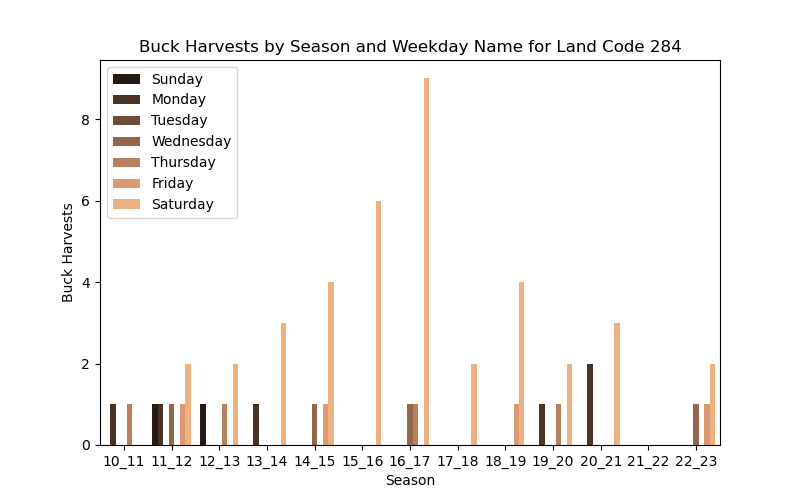 Buck Harvests by Season and Weekday Name for Land Code 284
Sunday
Monday
Tuesday
Wednesday
Thursday
Friday
Saturday
8
6
4
2
0
Buck Harvests
10_11 11_12 12_13 13_14 14_15 15_16 16_17 17_18 18_19 19_20 20_21 21_22 22_23
Season